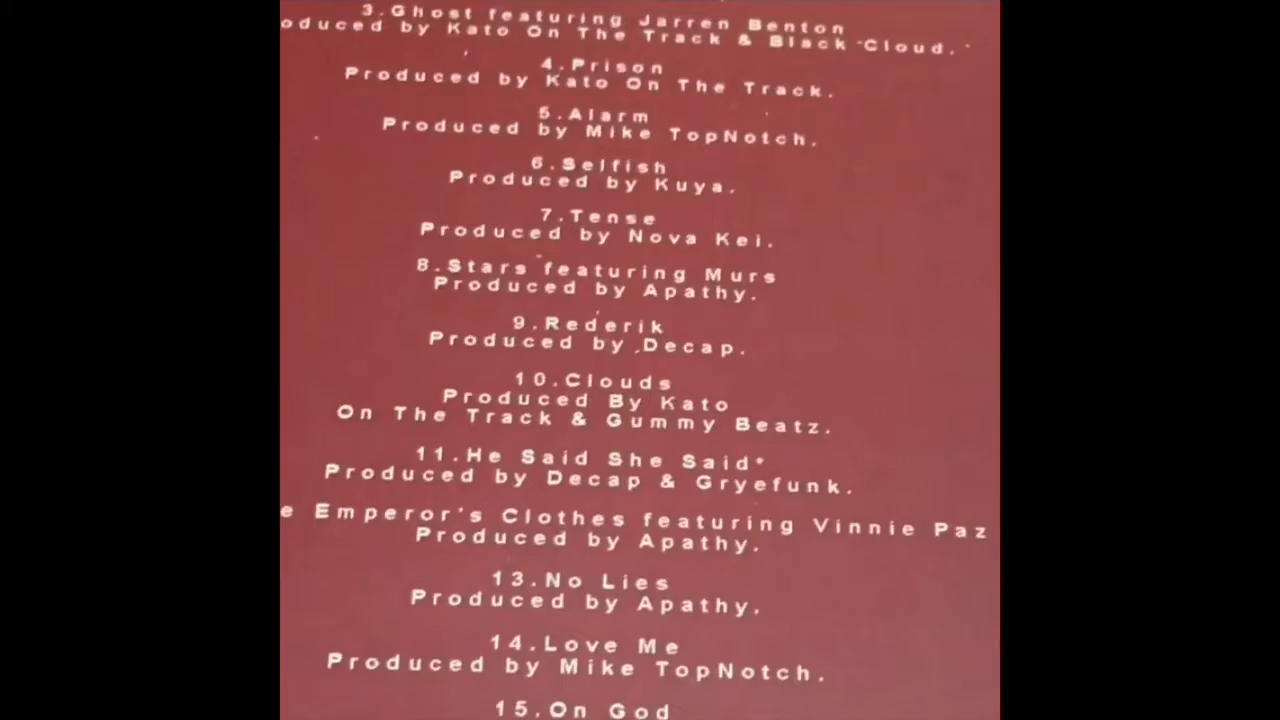 3.Ghost featuring Jarren Benton
oduced by Kato On The Track & Black Cloud.
4.Prison
Produced by Kato On The Track.
5.Alarm
Produced by Mike TopNotch.
6.Selfish
Produced by Kuya.
7.Tense
Produced by Nova Kei.
8.Stars featuring Murs
Produced by Apathy.
9.Rederik
Produced by Decap.
10.Clouds
Produced By Kato
On The Track & Gummy Beatz.
11.He Said She Said*
Produced by Decap & Gryefunk.
e Emperor's Clothes featuring Vinnie Paz
Produced by Apathy.
13.No Lies
Produced by Apathy.
14.Love Me
Produced by Mike TopNotch.
15.On God